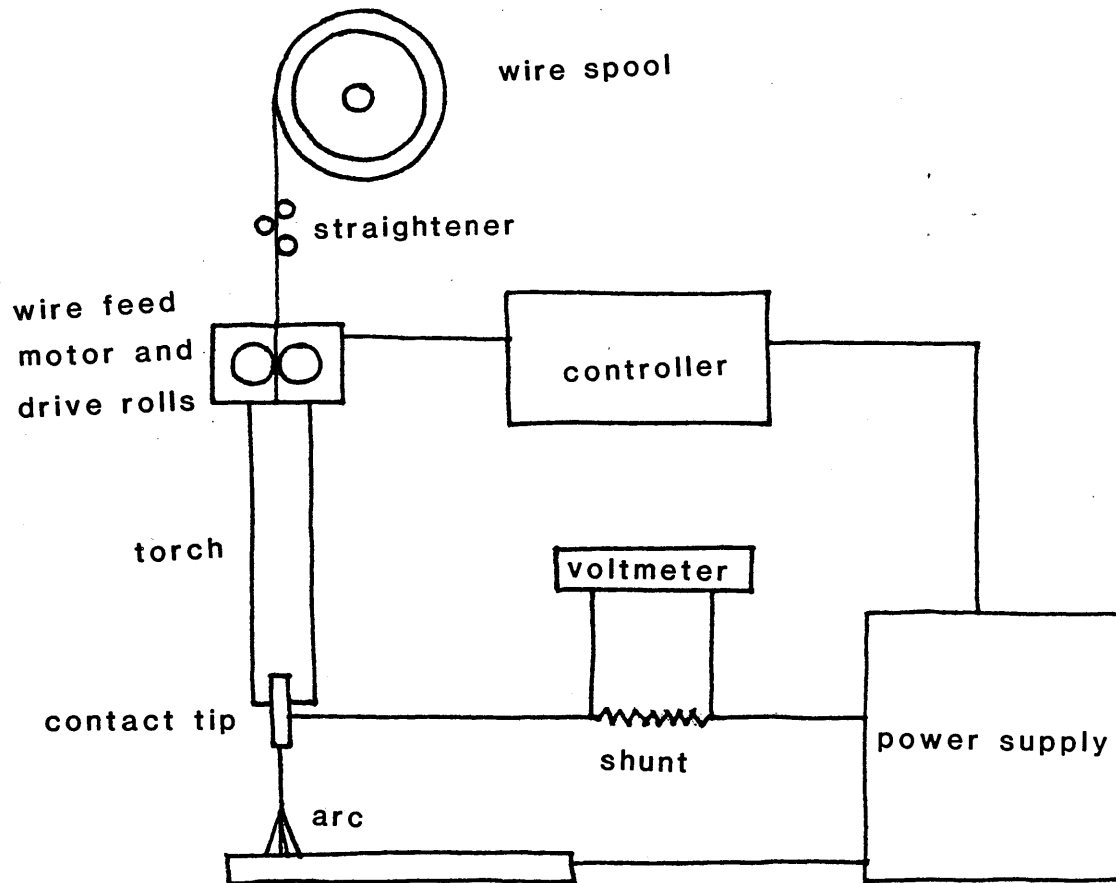 wire spool
straightener
wire feed
motor and
drive rolls
controller
torch
voltmeter
contact tip
shunt
power supply
arc